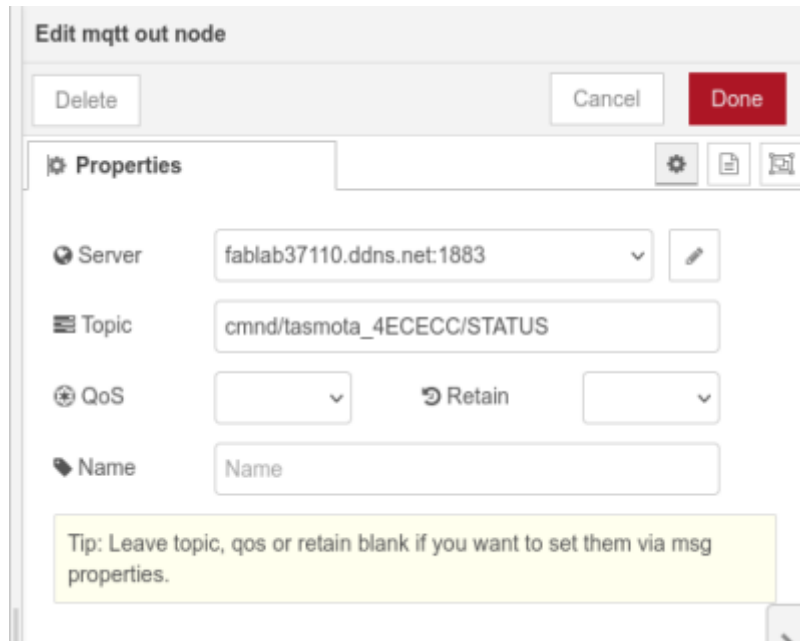 Edit mqtt out node
Delete
Cancel
Done
Properties
Server
fablab37110.ddns.net:1883
Topic
cmnd/tasmota_4ECECC/STATUS
QoS
Retain
Name
Name
Tip: Leave topic, qos or retain blank if you want to set them via msg
properties.